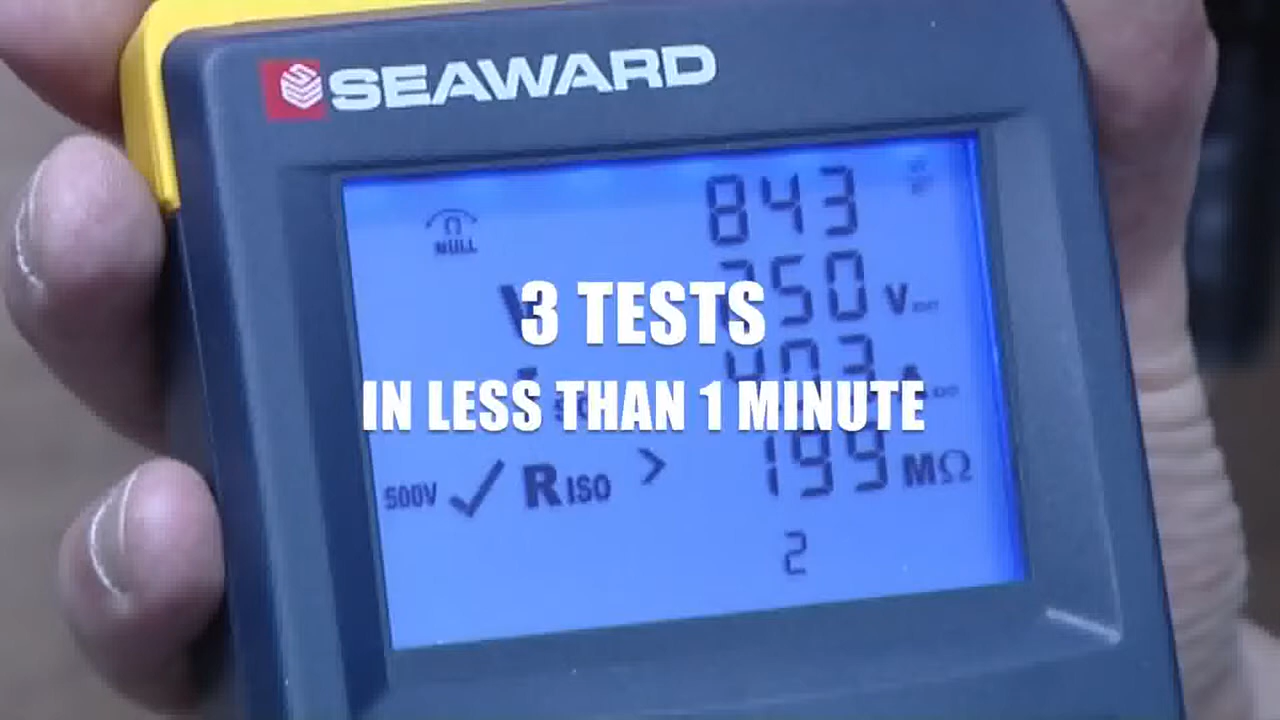 SEAWARD
Ω
NULL
843
V
3 TESTS
IN LESS THAN 1 MINUTE
500V ✓ RISO > 199 MΩ
2